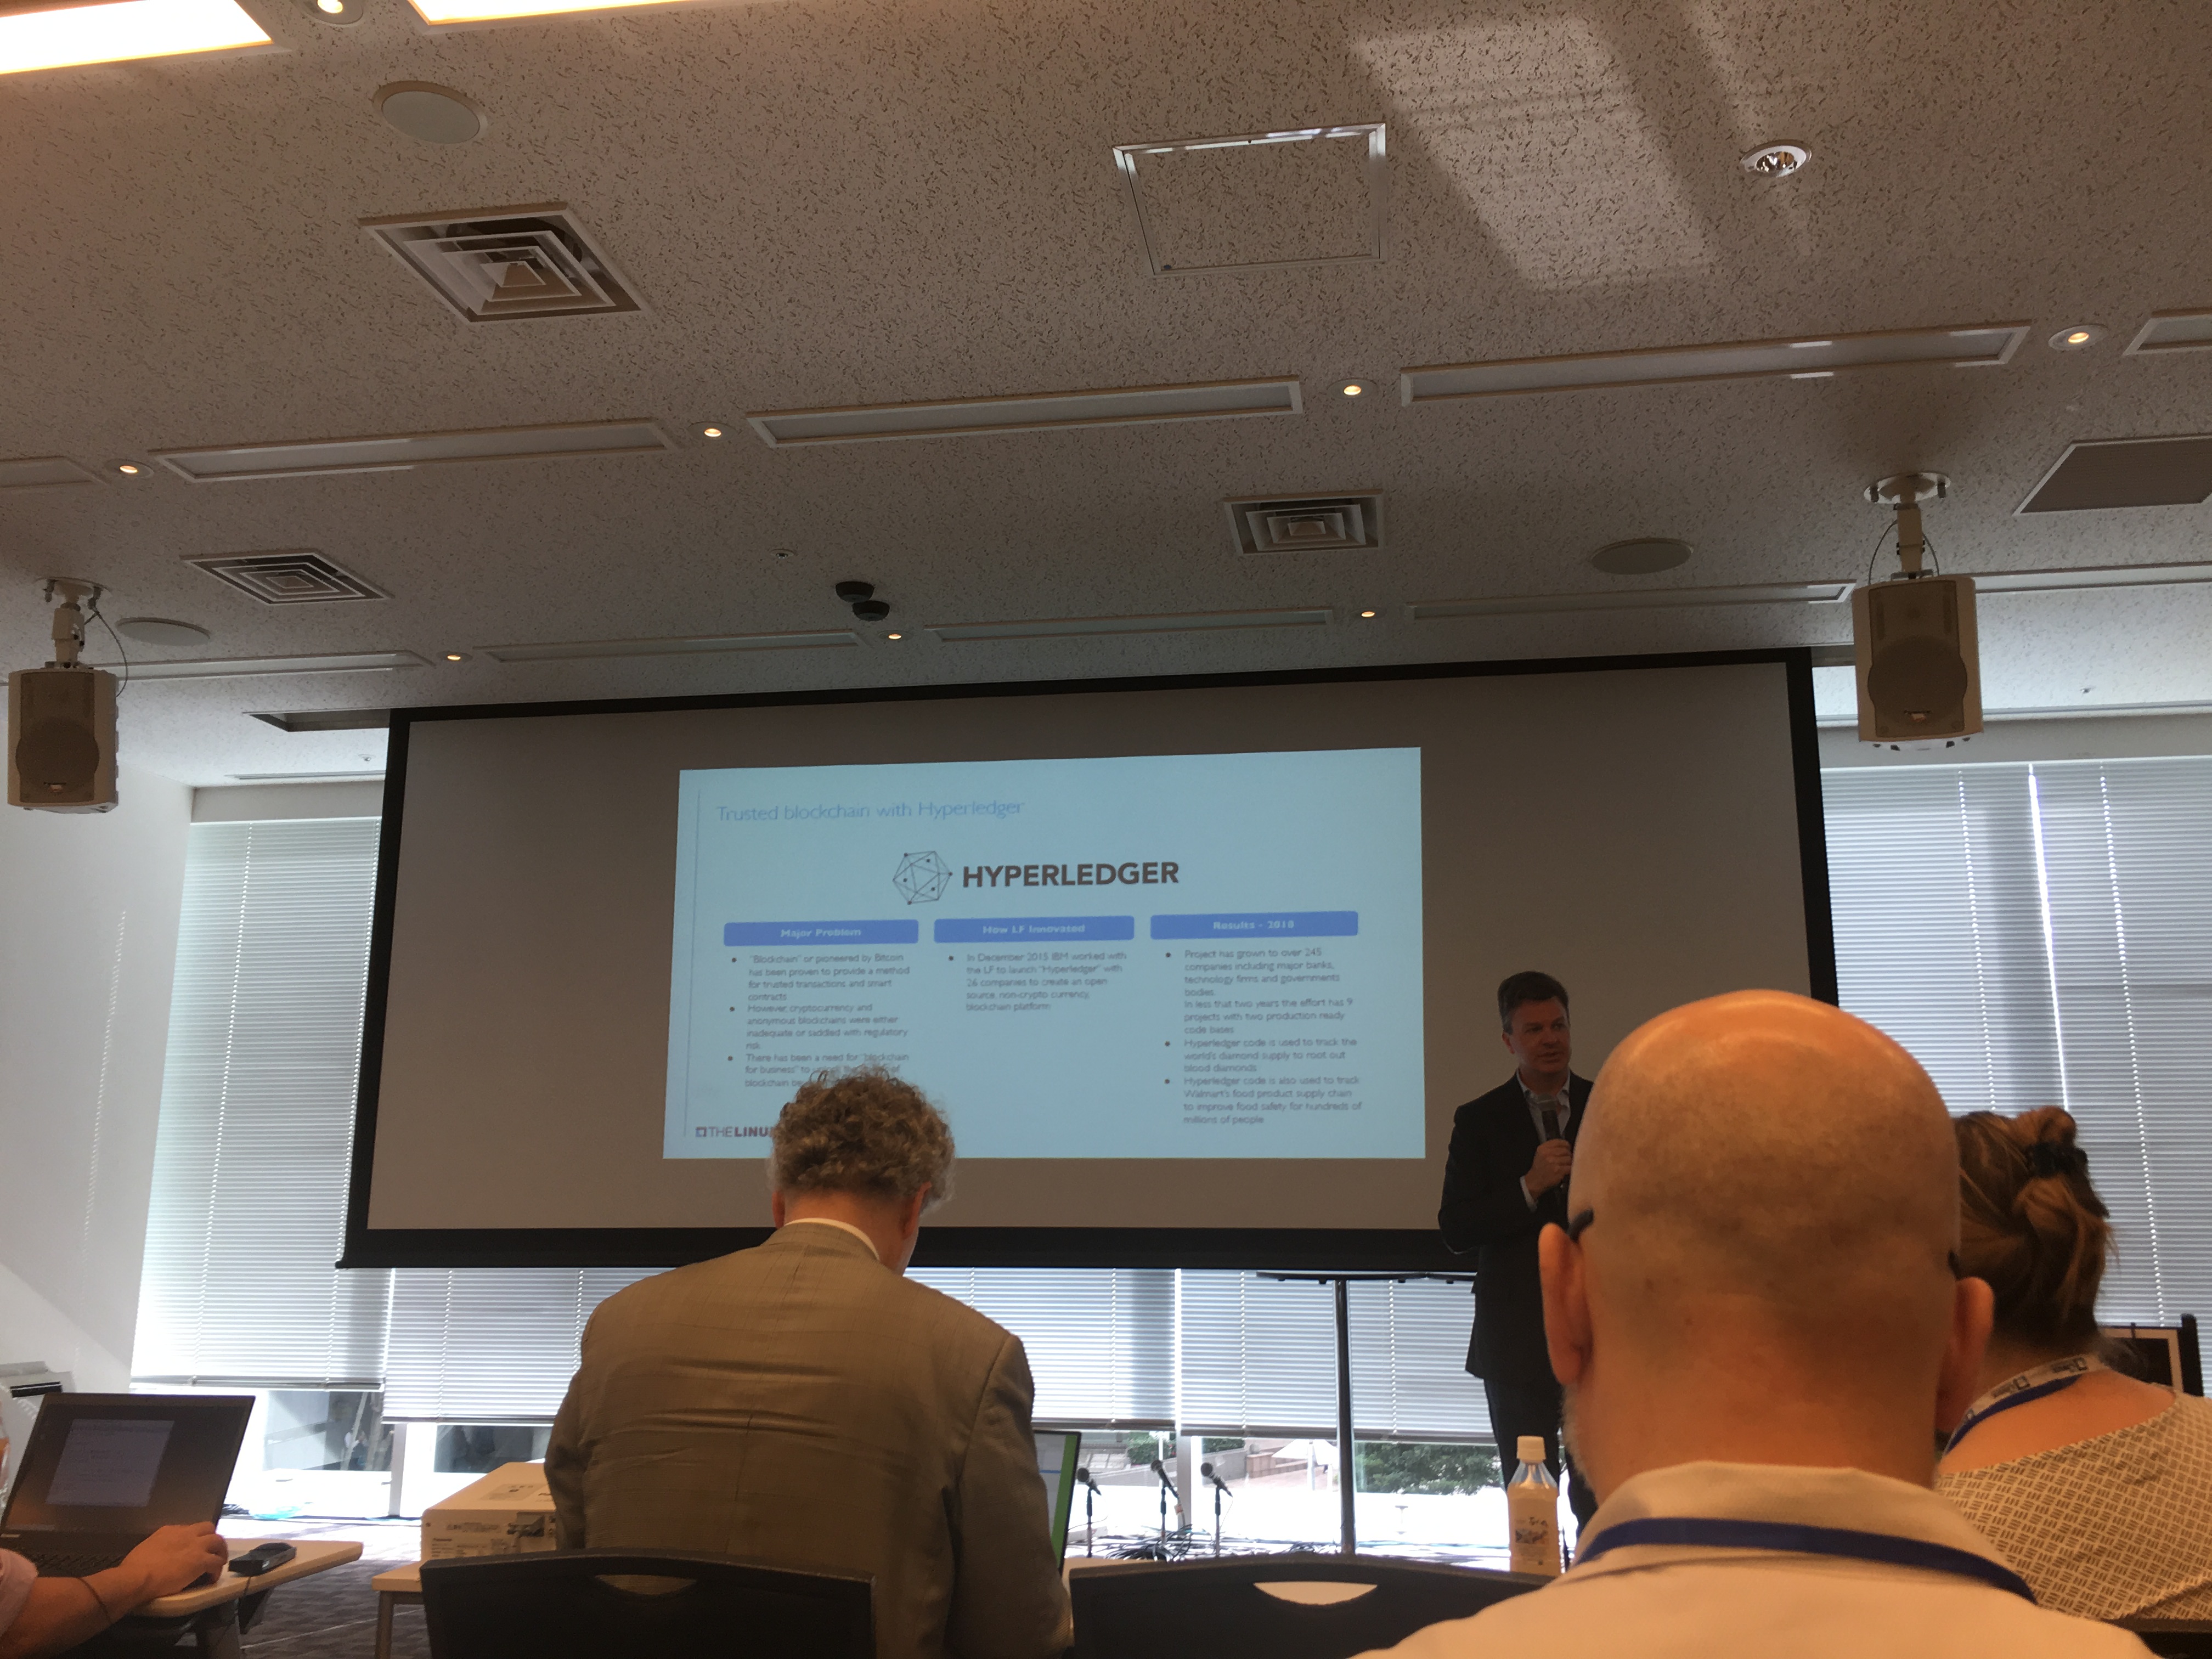 Trusted blockchain with Hyperledger
HYPERLEDGER
Major Problem
"Blockchain" or pioneered by Bitcoin
has been proven to provide a method
for trusted transactions and smart
contracts
However, cryptocurrency and
anonymous blockchains were either
inadequate or saddled with regulatory
risk
There has been a need for "blockchain
for business" to
of
blockchain
How LF Innovated
In December 2015 IBM worked with
the LF to launch "Hyperledger" with
26 companies to create an open
source, non-crypto currency,
blockchain platform
Results - 2018
Project has grown to over 245
companies including major banks,
technology firms and governments
bodies.
In less that two years the effort has 9
projects with two production ready
code bases
Hyperledger code is used to track the
world's diamond supply to root out
blood diamonds
Hyperledger code is also used to track
Walmart's food product supply chain
to improve food safety for hundreds of
millions of people
THE LINU